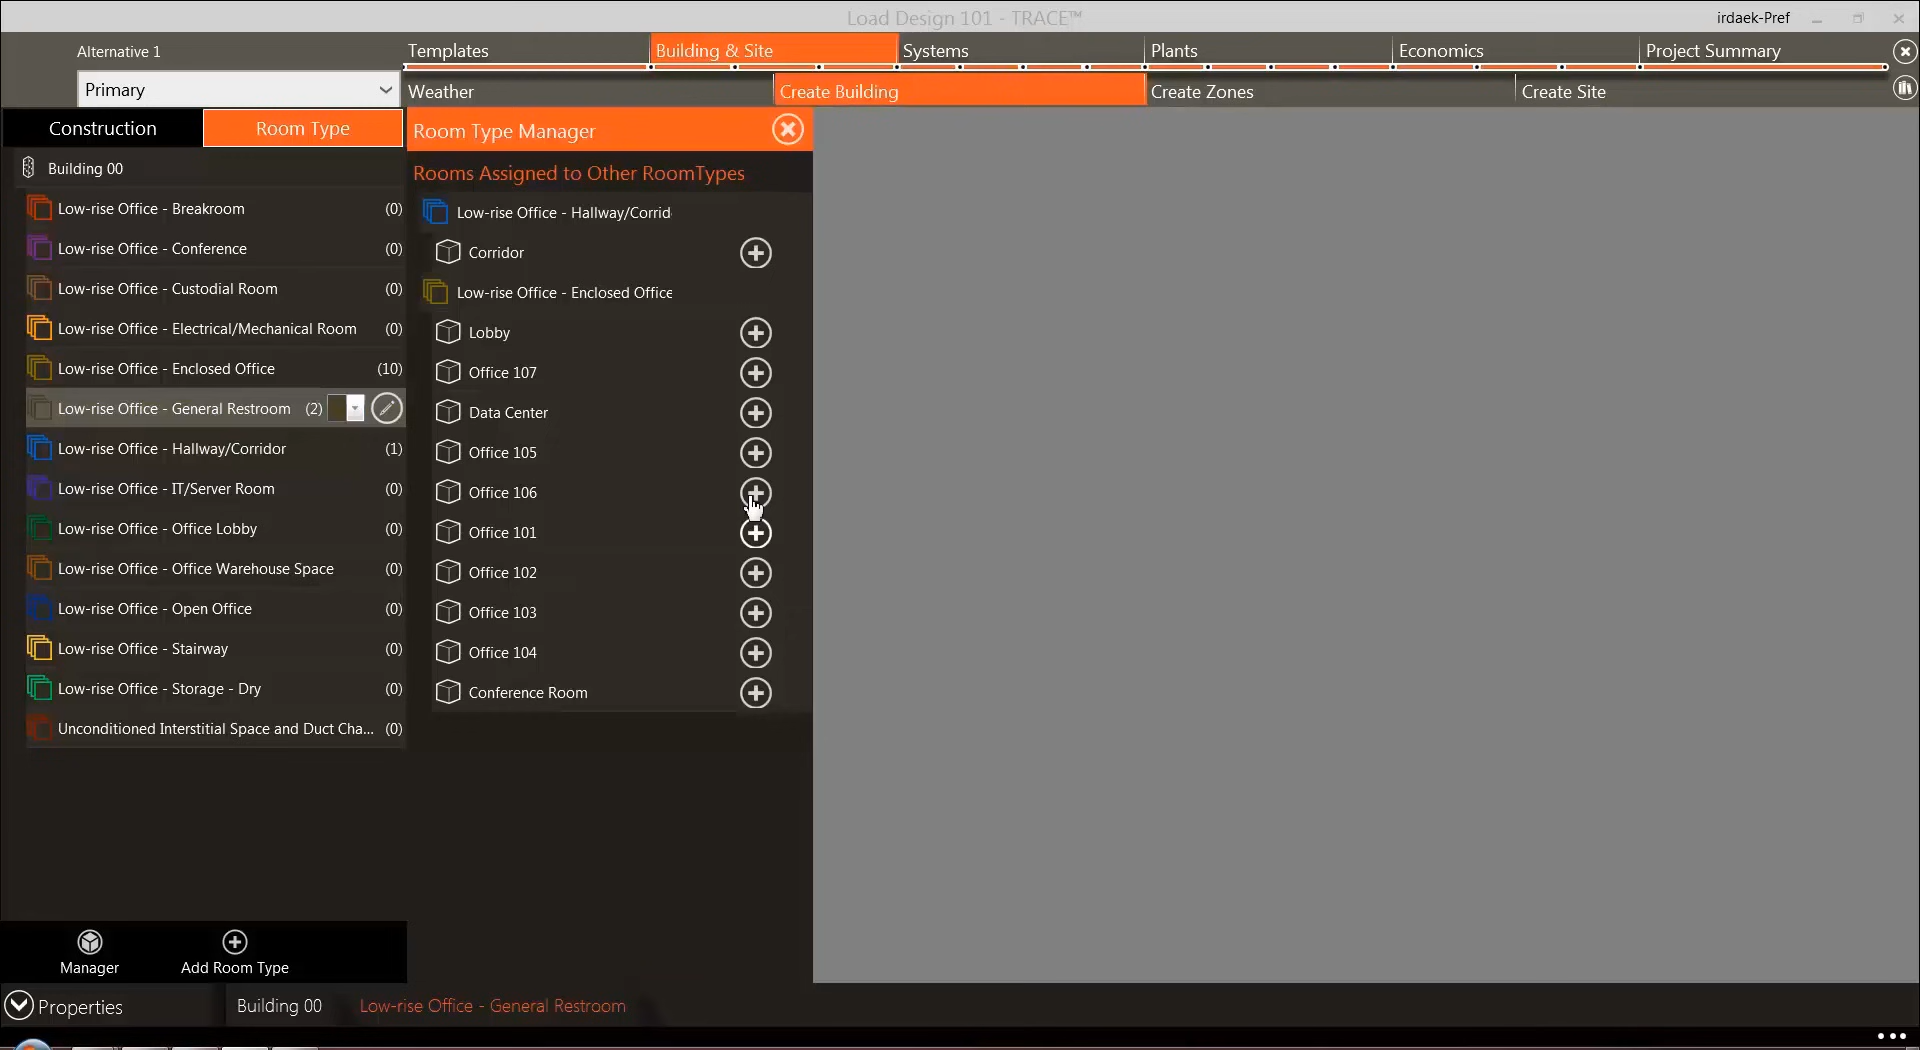 Load Design 101 - TRACE™
irdaek-Pref
Alternative 1
Templates
Building & Site
Systems
Plants
Economics
Project Summary
Primary
Weather
Create Building
Create Zones
Create Site
Construction
Room Type
Building 00
Low-rise Office - Breakroom (0)
Low-rise Office - Conference (0)
Low-rise Office - Custodial Room (0)
Low-rise Office - Electrical/Mechanical Room (0)
Low-rise Office - Enclosed Office (10)
Low-rise Office - General Restroom (2)
Low-rise Office - Hallway/Corridor (1)
Low-rise Office - IT/Server Room (0)
Low-rise Office - Office Lobby (0)
Low-rise Office - Office Warehouse Space (0)
Low-rise Office - Open Office (0)
Low-rise Office - Stairway (0)
Low-rise Office - Storage - Dry (0)
Unconditioned Interstitial Space and Duct Cha... (0)
Room Type Manager
Rooms Assigned to Other RoomTypes
Low-rise Office - Hallway/Corrid
Corridor
Low-rise Office - Enclosed Office
Lobby
Office 107
Data Center
Office 105
Office 106
Office 101
Office 102
Office 103
Office 104
Conference Room
Manager
Add Room Type
Properties
Building 00
Low-rise Office - General Restroom